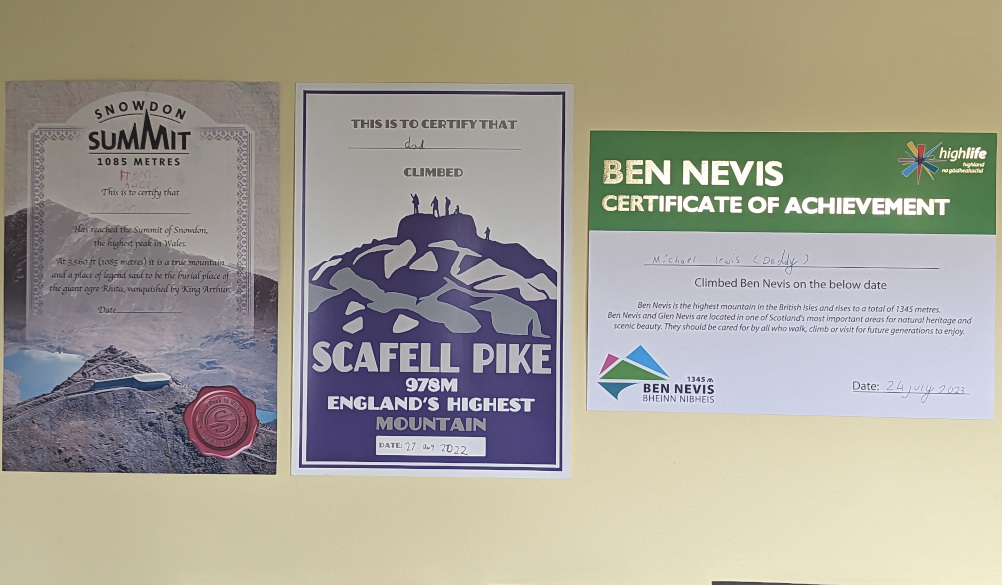 SNOWDON
SUMMIT
1085 METRES
This is to certify that
Has reached the Summit of Snowdon,
the highest peak in Wales.
At 3,560 ft (1085 metres) it is a true mountain
and a place of legend said to be the burial place of
the giant ogre Rhita, vanquished by King Arthur.
Date
THIS IS TO CERTIFY THAT
dad
CLIMBED
SCAFELL PIKE
978M
ENGLAND'S HIGHEST
MOUNTAIN
DATE: 27 2022
BEN NEVIS
CERTIFICATE OF ACHIEVEMENT
highlife
highland
na gàidhealtachd
Michael lewis (Daddy)
Climbed Ben Nevis on the below date
Ben Nevis is the highest mountain in the British Isles and rises to a total of 1345 metres.
Ben Nevis and Glen Nevis are located in one of Scotland's most important areas for natural heritage and
scenic beauty. They should be cared for by all who walk, climb or visit for future generations to enjoy.
1345 m
BEN NEVIS
BHEINN NIBHEIS
Date: 24 july 2023